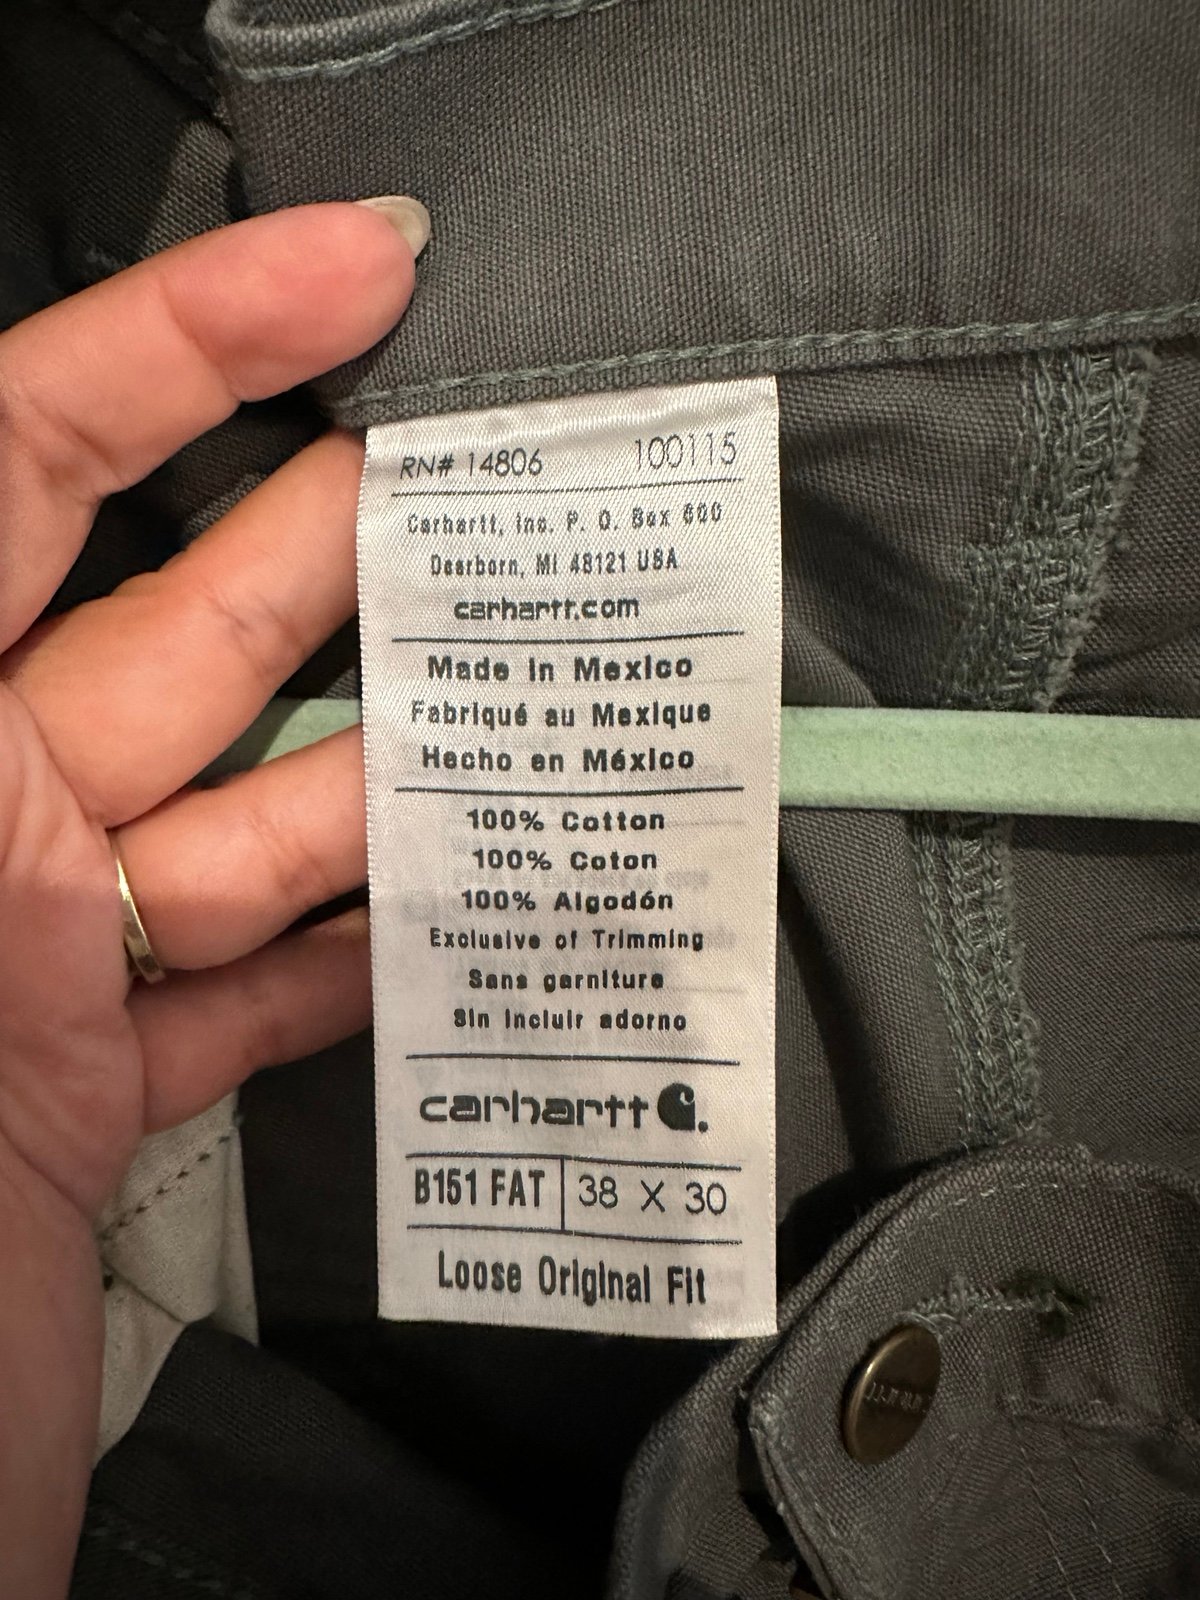 RN# 14806 100115
Carhartt, Inc. P. O. Box 600
Dearborn, MI 48121 USA
carhartt.com
Made in Mexico
Fabriqué au Mexique
Hecho en México
100% Cotton
100% Coton
100% Algodón
Exclusive of Trimming
Sans garniture
Sin incluir adorno
carhartt
B151 FAT 38 X 30
Loose Original Fit